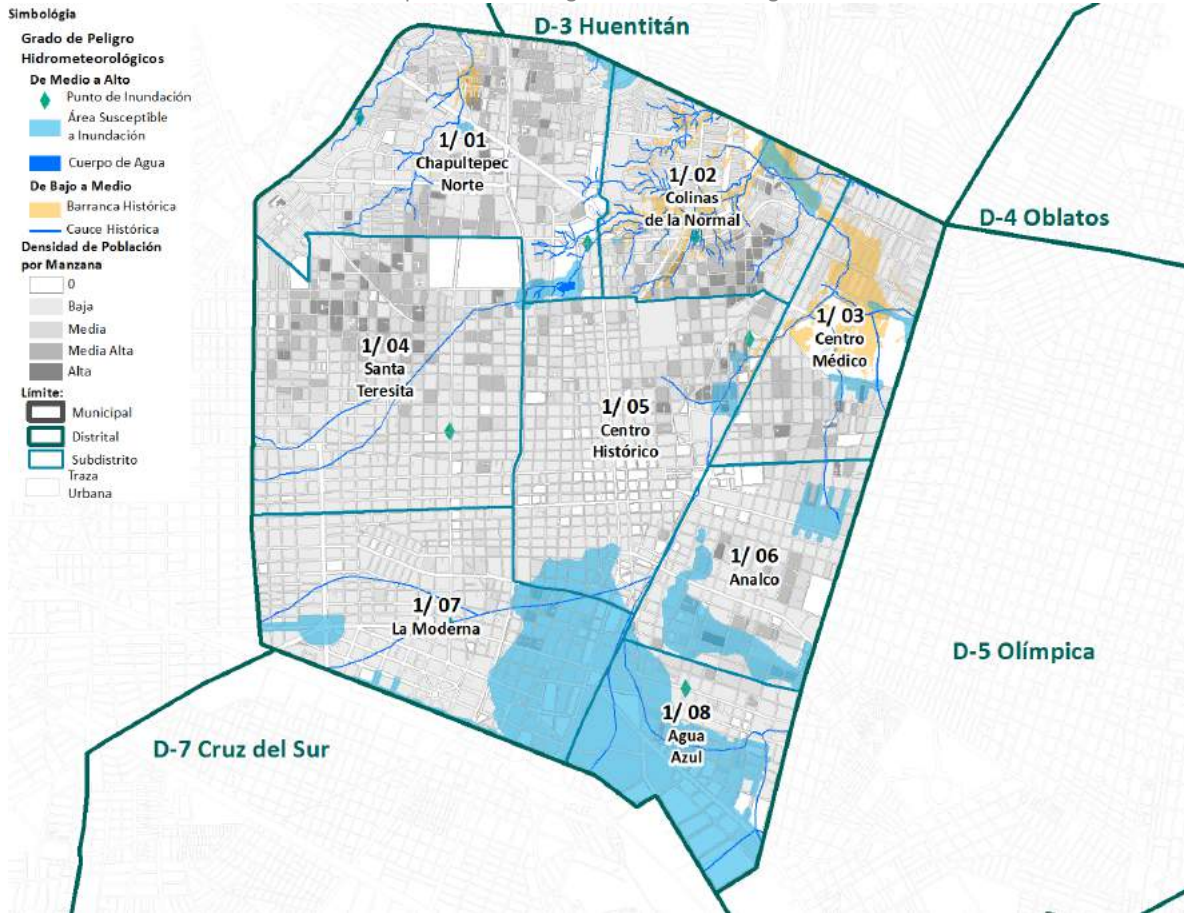 Simbología
Grado de Peligro
Hidrometeorológicos
De Medio a Alto
Punto de Inundación
Área Susceptible
a Inundación
Cuerpo de Agua
De Bajo a Medio
Barranca Histórica
Cauce Histórica
Densidad de Población
por Manzana
0
Baja
Media
Media Alta
Alta
Límite:
Municipal
Distrital
Subdistrito
Traza
Urbana
D-3 Huentitán
1/ 01
Chapultepec
Norte
1/ 02
Colinas
de la Normal
D-4 Oblatos
1/ 03
Centro
Médico
1/ 04
Santa
Teresita
1/ 05
Centro
Histórico
1/ 06
Analco
1/ 07
La Moderna
D-5 Olímpica
1/ 08
Agua
Azul
D-7 Cruz del Sur